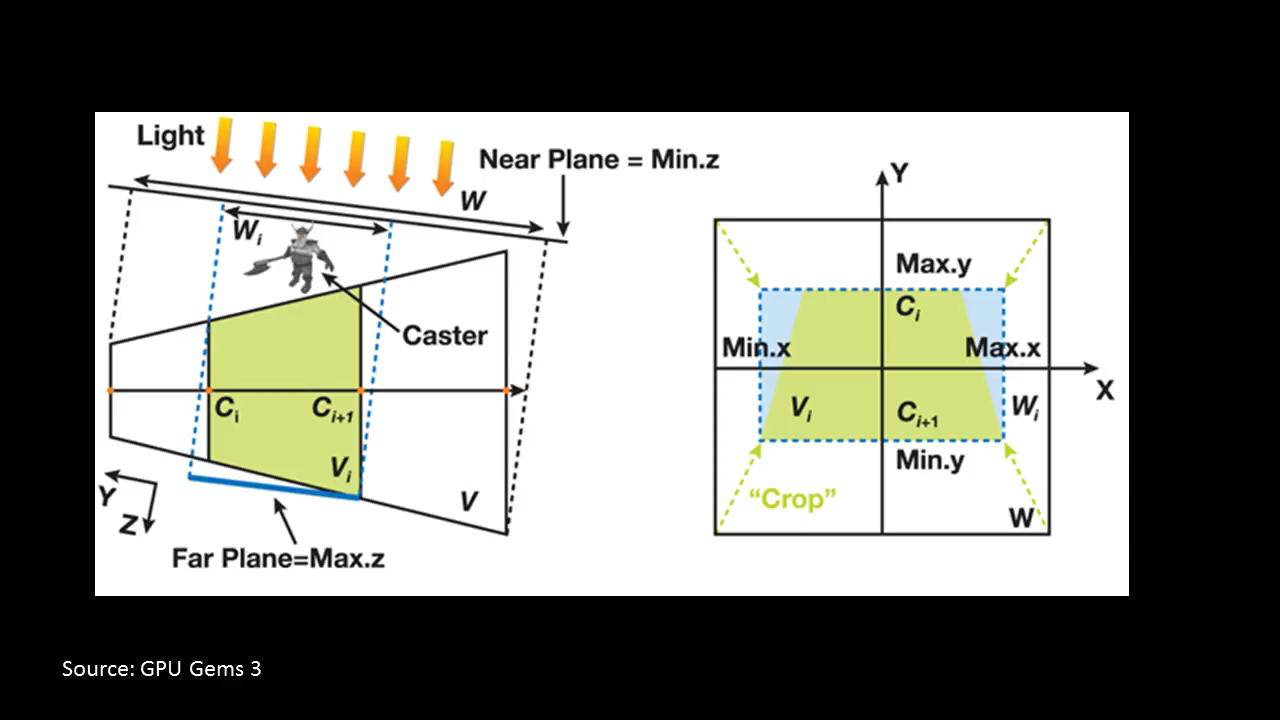 Light
Near Plane = Min.z
W
Wi
Caster
Ci
Ci+1
Vi
V
Y
Z
Far Plane=Max.z
Y
Max.y
Ci
Min.x
Max.x
X
Vi
Ci+1
Wi
Min.y
“Crop”
W
Source: GPU Gems 3